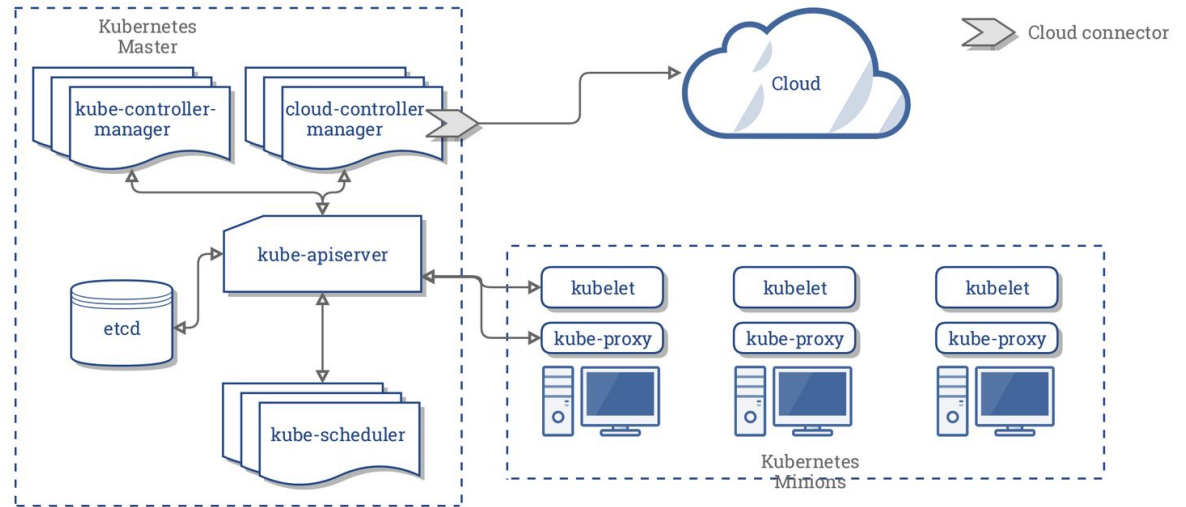 Kubernetes
Master
kube-controller-
manager
cloud-controller
manager
Cloud
Cloud connector
kube-apiserver
etcd
kube-scheduler
kubelet
kubelet
kubelet
kube-proxy
kube-proxy
kube-proxy
Kubernetes
Minions